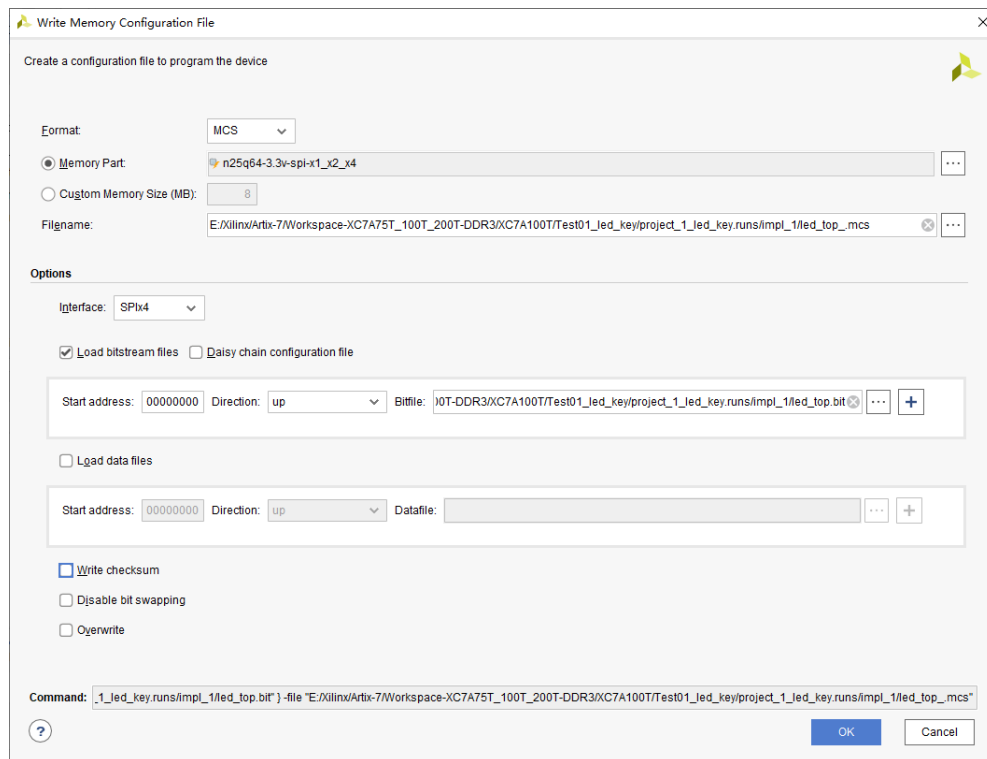 Write Memory Configuration File
Create a configuration file to program the device
Format: MCS
Memory Part: n25q64-3.3v-spi-x1_x2_x4 ...
Custom Memory Size (MB): 8
Filename: E:/Xilinx/Artix-7/Workspace-XC7A75T_100T_200T-DDR3/XC7A100T/Test01_led_key/project_1_led_key.runs/impl_1/led_top_.mcs ...
Options
Interface: SPIx4
Load bitstream files Daisy chain configuration file
Start address: 00000000 Direction: up Bitfile: 00T-DDR3/XC7A100T/Test01_led_key/project_1_led_key.runs/impl_1/led_top.bit ... +
Load data files
Start address: 00000000 Direction: up Datafile: ... +
Write checksum
Disable bit swapping
Overwrite
Command: _1_led_key.runs/impl_1/led_top.bit" } -file "E:/Xilinx/Artix-7/Workspace-XC7A75T_100T_200T-DDR3/XC7A100T/Test01_led_key/project_1_led_key.runs/impl_1/led_top_.mcs"
? OK Cancel